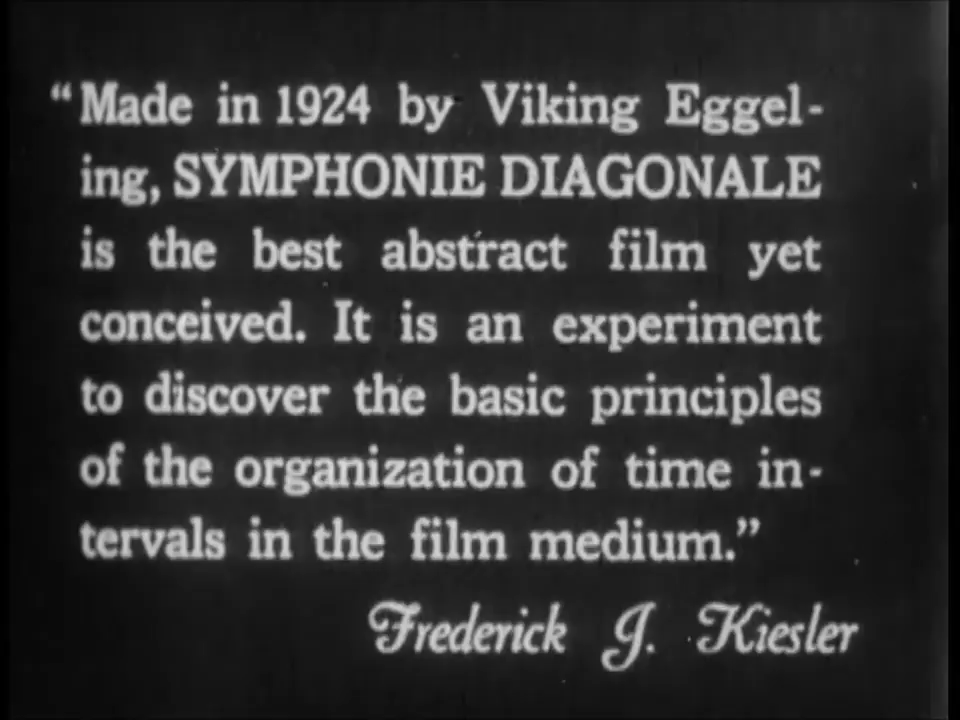 “Made in 1924 by Viking Eggel-
ing, SYMPHONIE DIAGONALE
is the best abstract film yet
conceived. It is an experiment
to discover the basic principles
of the organization of time in-
tervals in the film medium.”
Frederick J. Kiesler